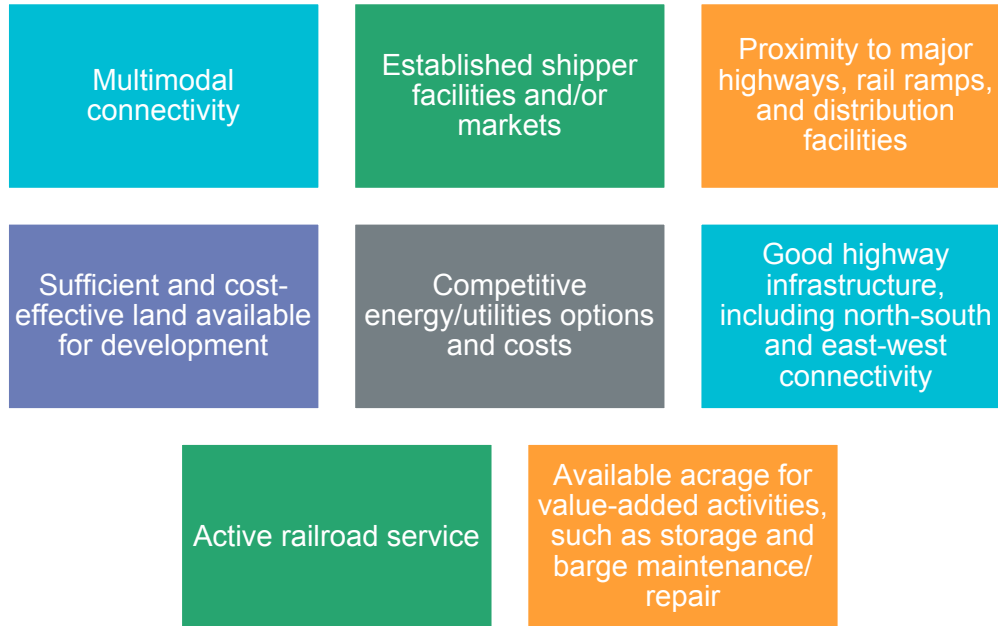 Multimodal
connectivity
Established shipper
facilities and/or
markets
Proximity to major
highways, rail ramps,
and distribution
facilities
Sufficient and cost-
effective land available
for development
Competitive
energy/utilities options
and costs
Good highway
infrastructure,
including north-south
and east-west
connectivity
Active railroad service
Available acrage for
value-added activities,
such as storage and
barge maintenance/
repair